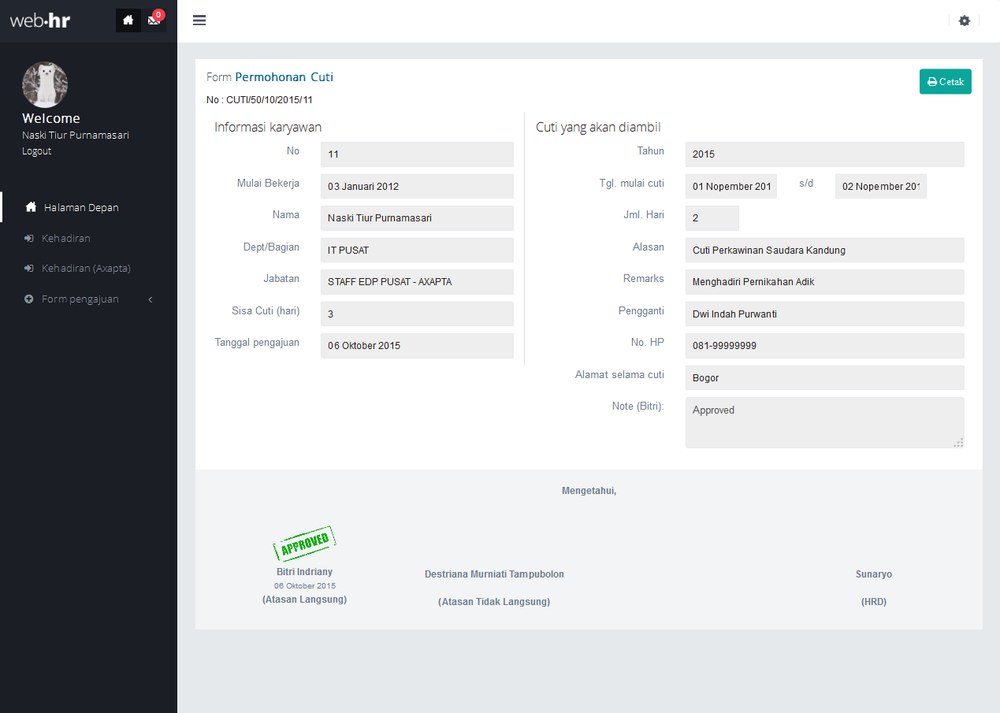 web·hr
0
Welcome
Naski Tiur Purnamasari
Logout
Halaman Depan
Kehadiran
Kehadiran (Axapta)
Form pengajuan
Form Permohonan Cuti
Cetak
No : CUTI/50/10/2015/11
Informasi karyawan
No 11
Mulai Bekerja 03 Januari 2012
Nama Naski Tiur Purnamasari
Dept/Bagian IT PUSAT
Jabatan STAFF EDP PUSAT - AXAPTA
Sisa Cuti (hari) 3
Tanggal pengajuan 06 Oktober 2015
Cuti yang akan diambil
Tahun 2015
Tgl. mulai cuti 01 Nopember 201 s/d 02 Nopember 201
Jml. Hari 2
Alasan Cuti Perkawinan Saudara Kandung
Remarks Menghadiri Pernikahan Adik
Pengganti Dwi Indah Purwanti
No. HP 081-99999999
Alamat selama cuti Bogor
Note (Bitri): Approved
Mengetahui,
APPROVED
Bitri Indriany
06 Oktober 2015
(Atasan Langsung)
Destriana Murniati Tampubolon
(Atasan Tidak Langsung)
Sunaryo
(HRD)